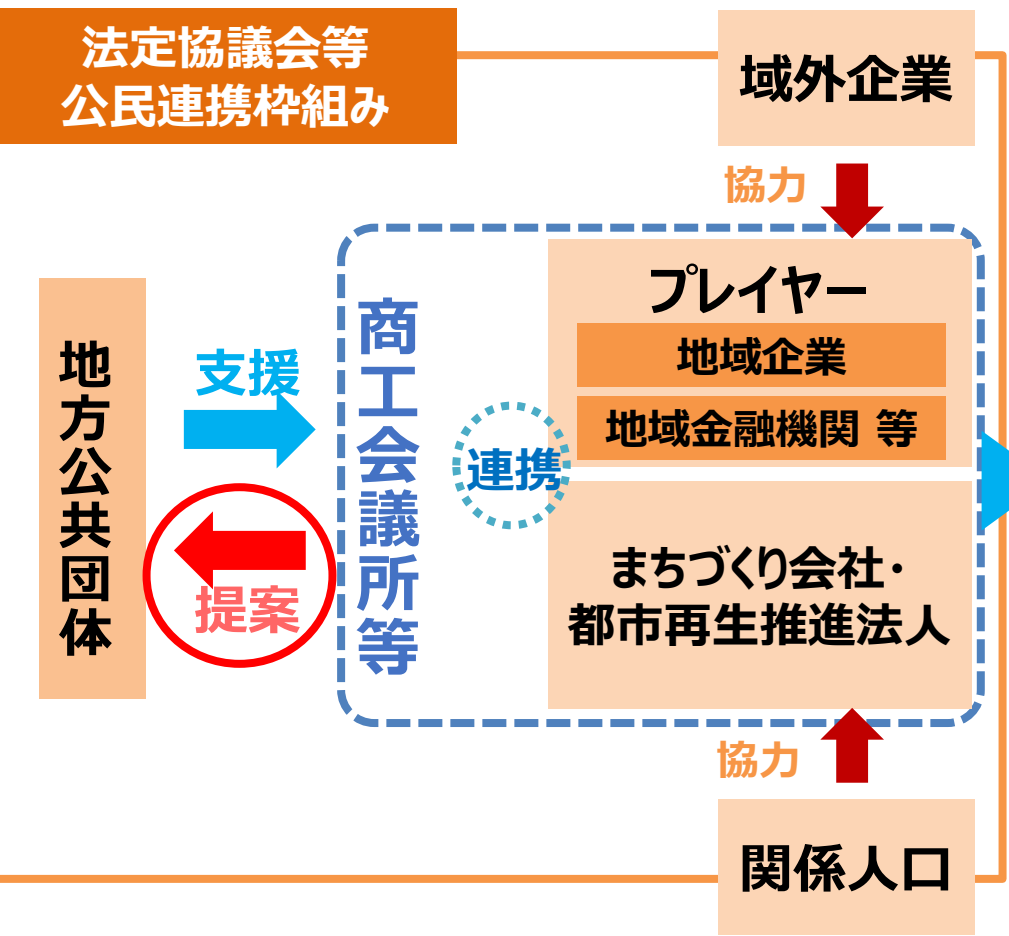 法定協議会等
公民連携枠組み
域外企業
協力
プレイヤー
地域企業
地域金融機関 等
商工会議所等
連携
地方公共団体
支援
提案
まちづくり会社・
都市再生推進法人
協力
関係人口